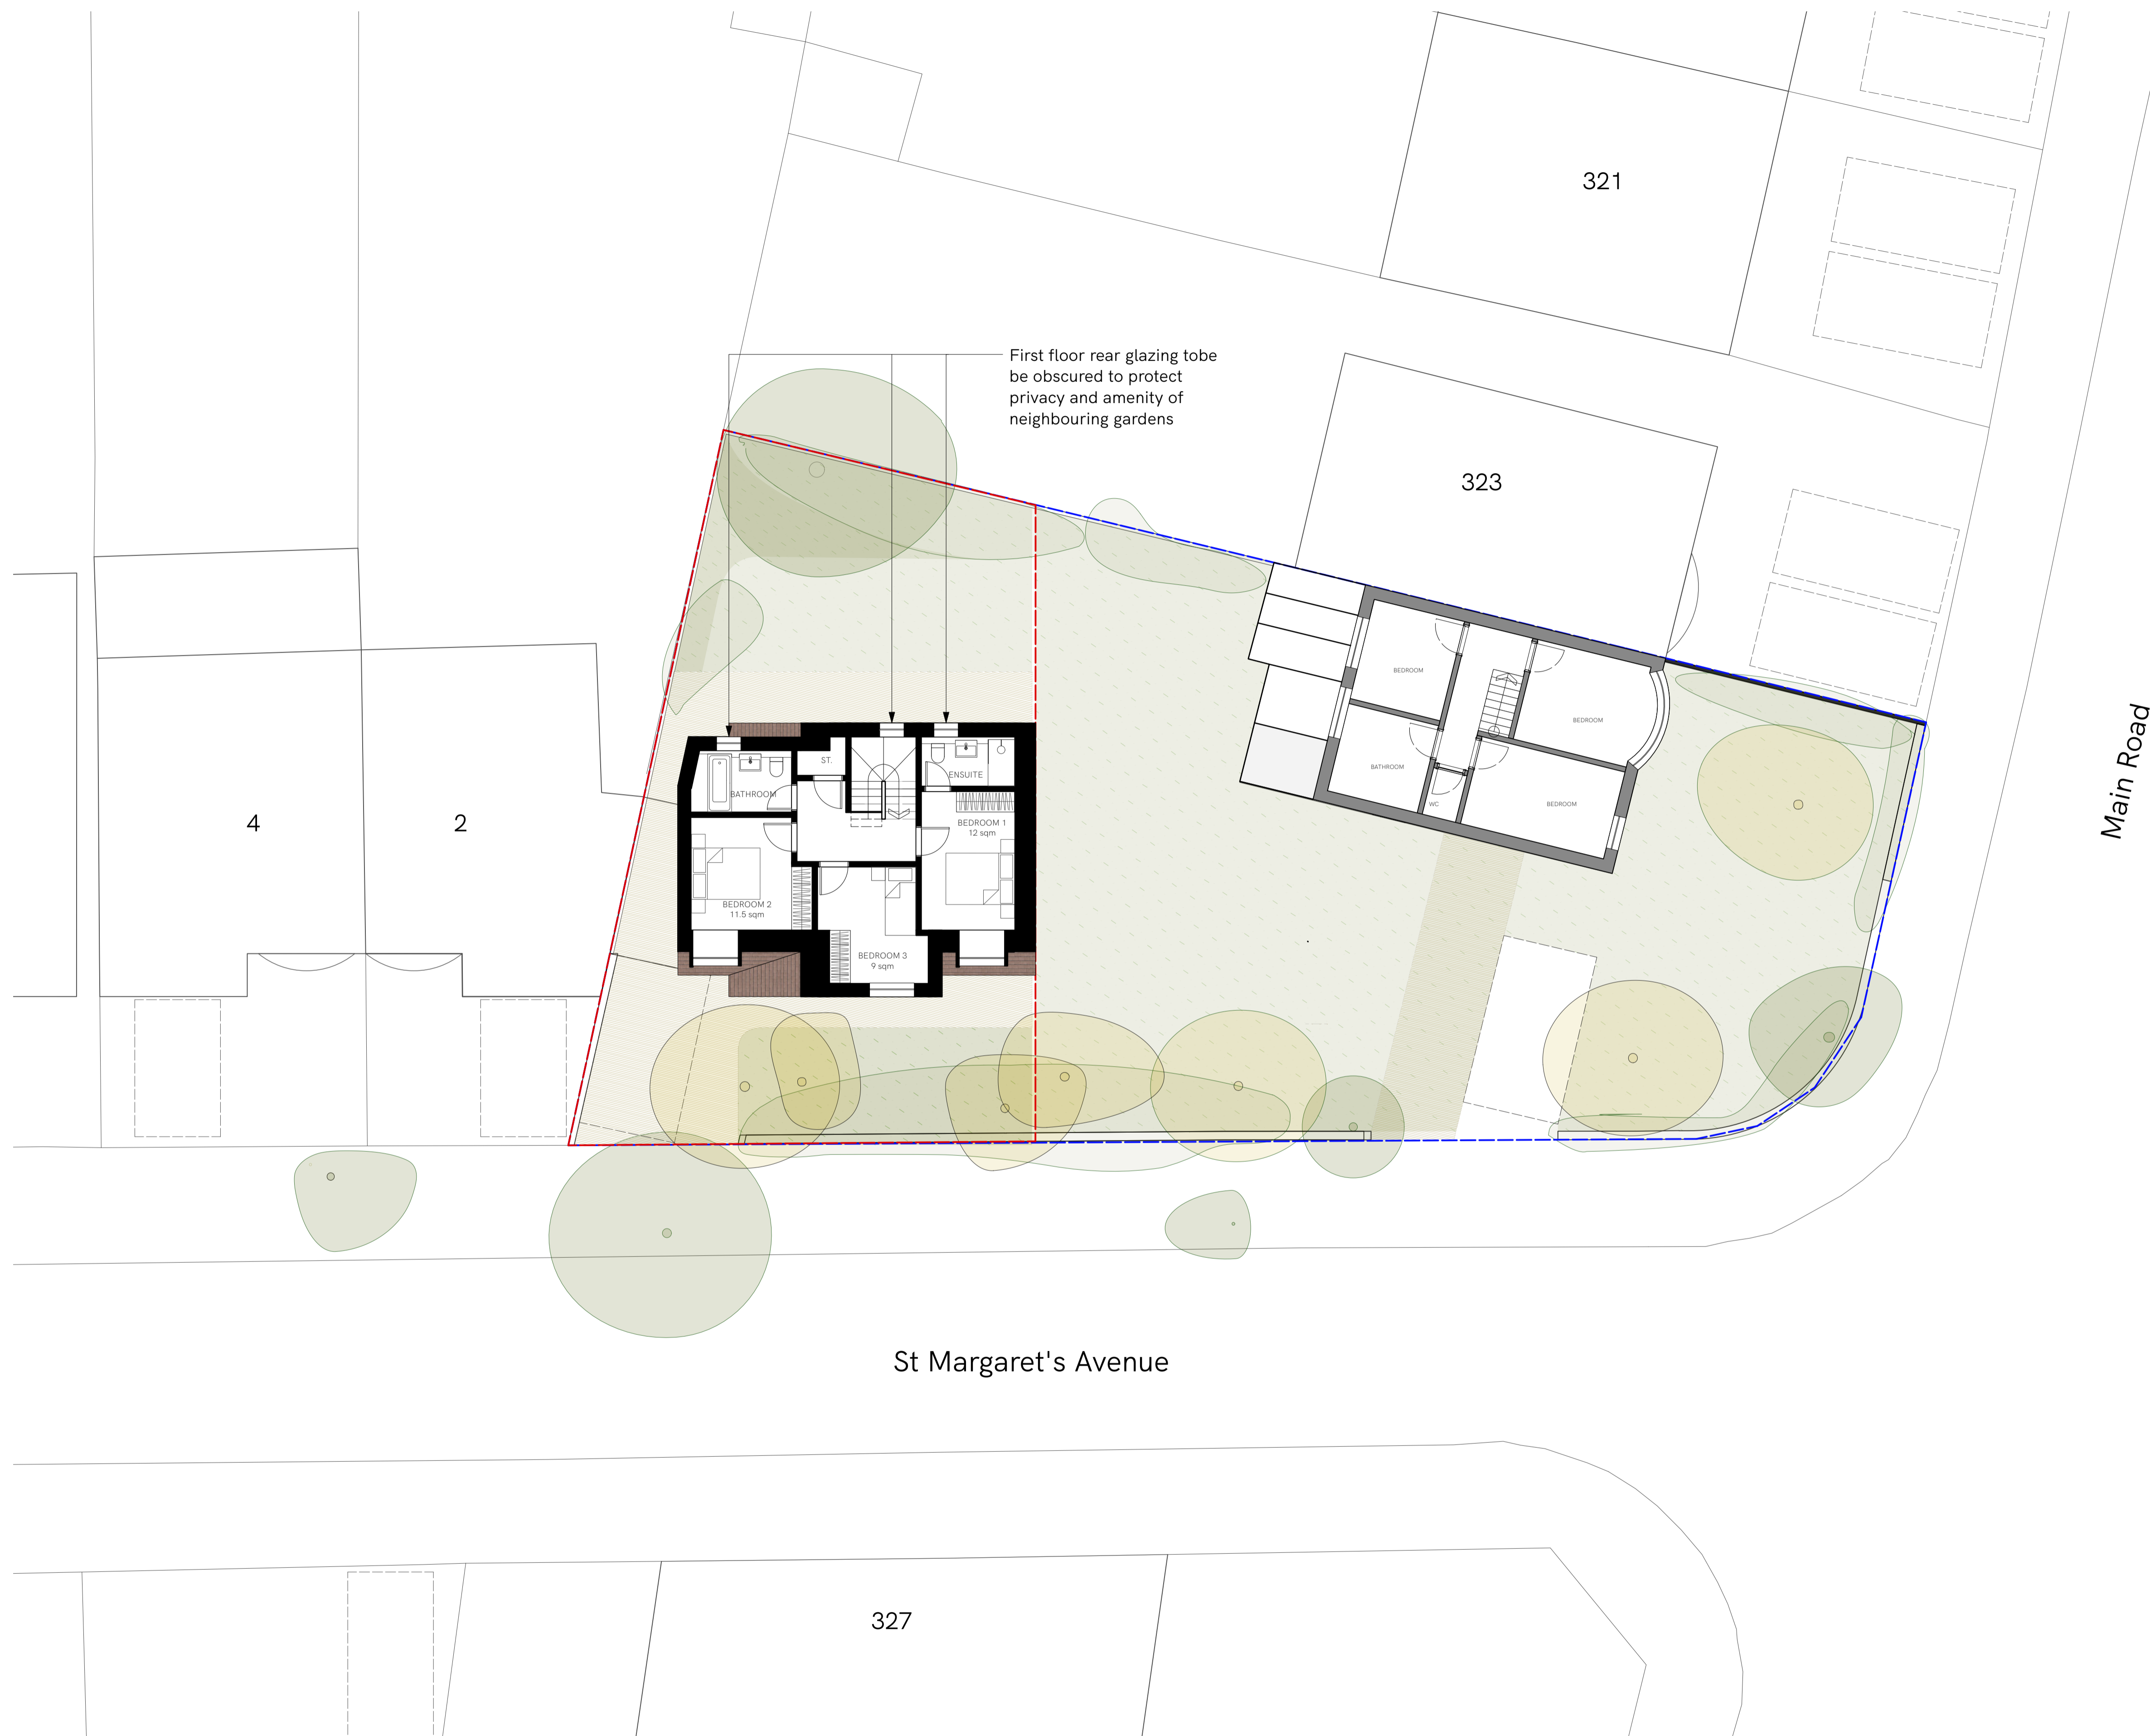 321
First floor rear glazing tobe
be obscured to protect
privacy and amenity of
neighbouring gardens
323
Main Road
BEDROOM
BEDROOM
BATHROOM
WC
BEDROOM
ST.
ENSUITE
BATHROOM
BEDROOM 1
12 sqm
4
2
BEDROOM 2
11.5 sqm
BEDROOM 3
9 sqm
St Margaret's Avenue
327